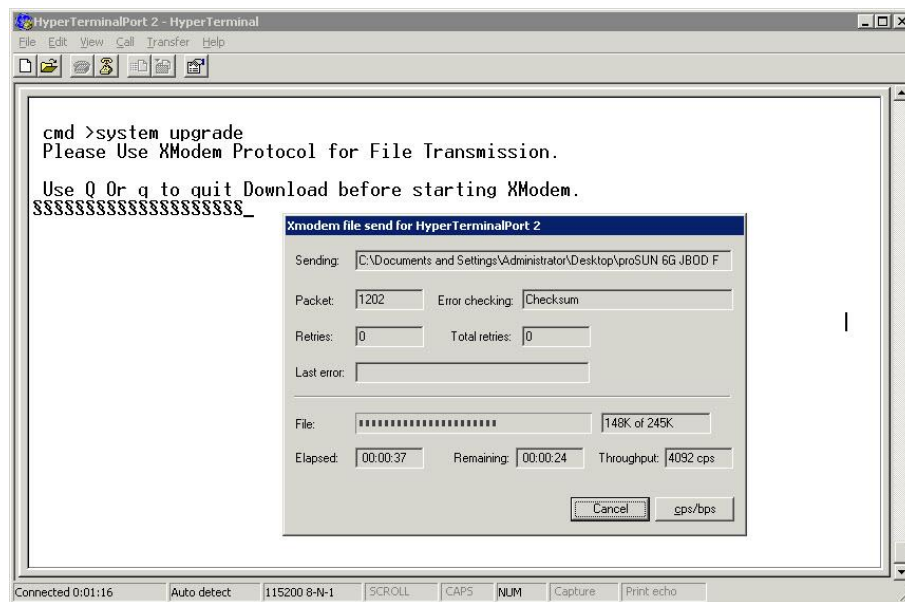 HyperTerminalPort 2 - HyperTerminal
File Edit View Call Transfer Help
cmd >system upgrade
Please Use XModem Protocol for File Transmission.
Use Q Or q to quit Download before starting XModem.
§§§§§§§§§§§§§§§§§§§§_
Xmodem file send for HyperTerminalPort 2
Sending: C:\Documents and Settings\Administrator\Desktop\proSUN 6G JBOD F
Packet: 1202 Error checking: Checksum
Retries: 0 Total retries: 0
Last error:
File: 148K of 245K
Elapsed: 00:00:37 Remaining: 00:00:24 Throughput: 4092 cps
Cancel cps/bps
Connected 0:01:16 Auto detect 115200 8-N-1 SCROLL CAPS NUM Capture Print echo